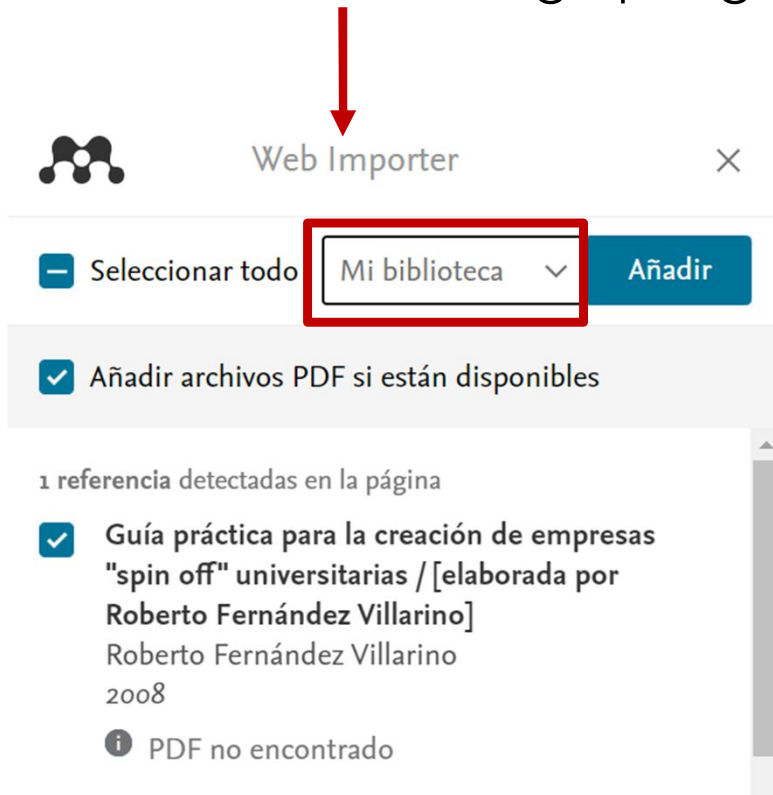 Web Importer
Seleccionar todo Mi biblioteca Añadir
Añadir archivos PDF si están disponibles
1 referencia detectadas en la página
Guía práctica para la creación de empresas
"spin off" universitarias / [elaborada por
Roberto Fernández Villarino]
Roberto Fernández Villarino
2008
PDF no encontrado